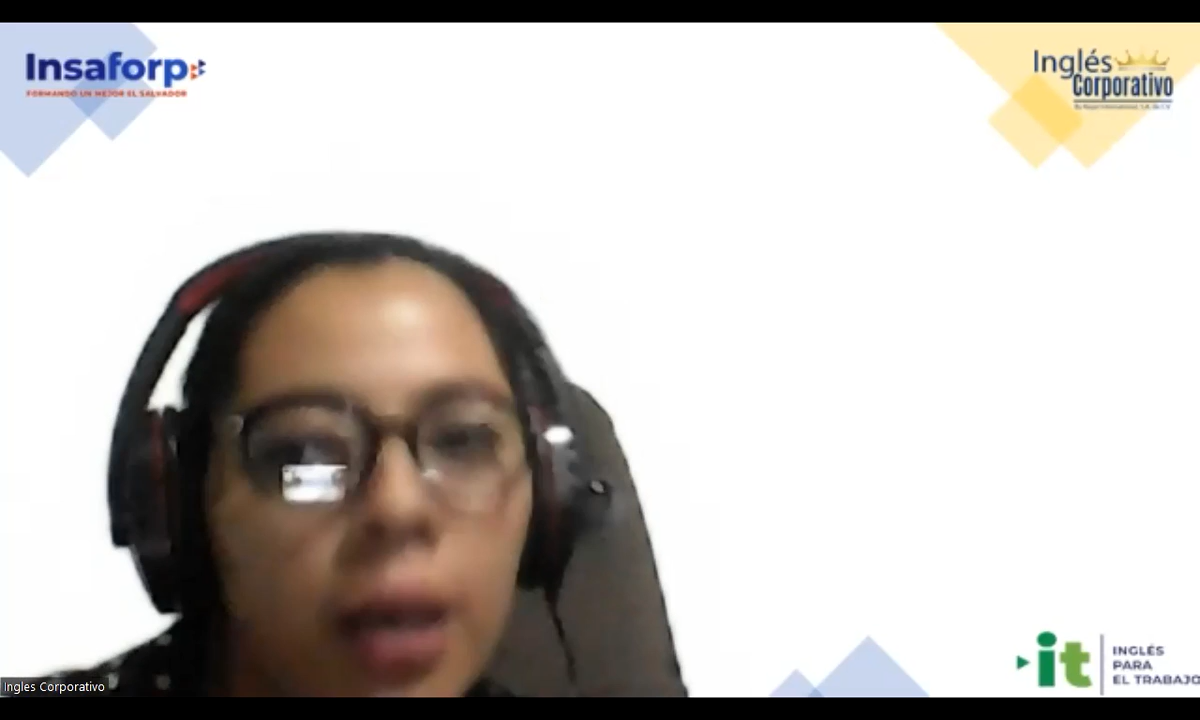 Insaforp
FORMANDO UN MEJOR EL SALVADOR
Inglés
Corporativo
it
INGLÉS
PARA
EL TRABAJO
Ingles Corporativo